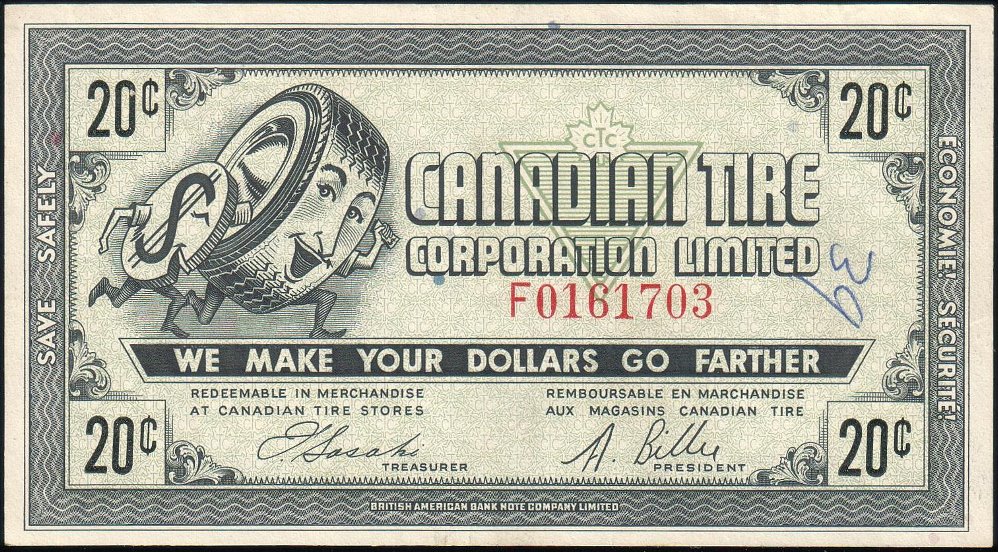 20¢
20¢
CTC
CANADIAN TIRE
CORPORATION LIMITED
F0161703
39
SAVE SAFELY
ÉCONOMIE, SÉCURITÉ!
WE MAKE YOUR DOLLARS GO FARTHER
REDEEMABLE IN MERCHANDISE
AT CANADIAN TIRE STORES
REMBOURSABLE EN MARCHANDISE
AUX MAGASINS CANADIAN TIRE
20¢
TREASURER
A. Billes
PRESIDENT
20¢
BRITISH AMERICAN BANK NOTE COMPANY LIMITED